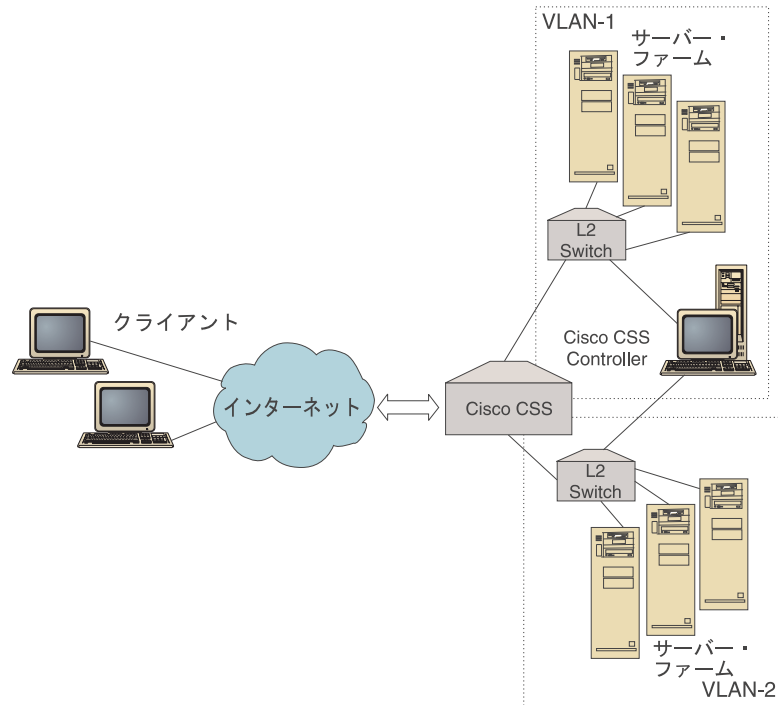 VLAN-1
サーバー・
ファーム
L2
Switch
クライアント
Cisco CSS
Controller
インターネット
Cisco CSS
L2
Switch
サーバー・
ファーム
VLAN-2